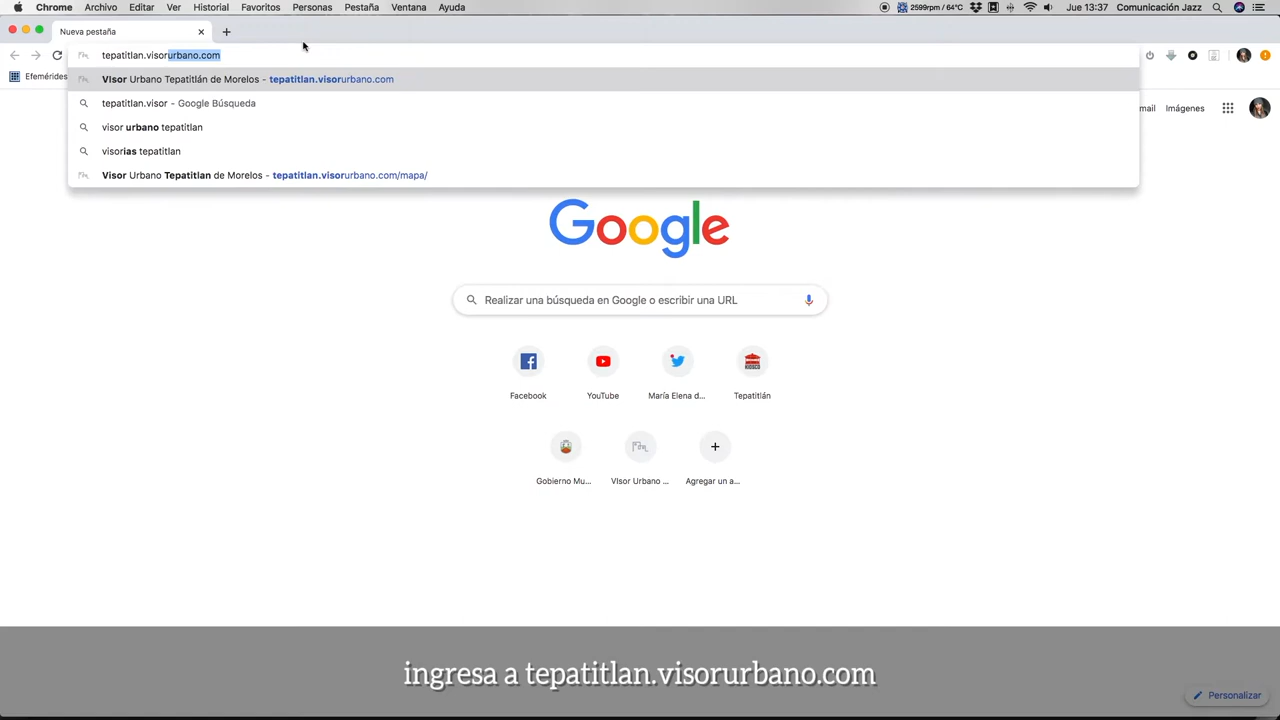 Chrome Archivo Editar Ver Historial Favoritos Personas Pestaña Ventana Ayuda
2599rpm / 64°C
Jue 13:37 Comunicación Jazz
Nueva pestaña
tepatitlan.visorurbano.com
Efemérides
VIsor Urbano Tepatitlán de Morelos - tepatitlan.visorurbano.com
tepatitlan.visor - Google Búsqueda
visor urbano tepatitlan
visorias tepatitlan
Visor Urbano Tepatitlan de Morelos - tepatitlan.visorurbano.com/mapa/
mail Imágenes
Google
Realizar una búsqueda en Google o escribir una URL
Facebook YouTube María Elena d... Tepatitlán
Gobierno Mu... VIsor Urbano ... Agregar un a...
ingresa a tepatitlan.visorurbano.com
Personalizar